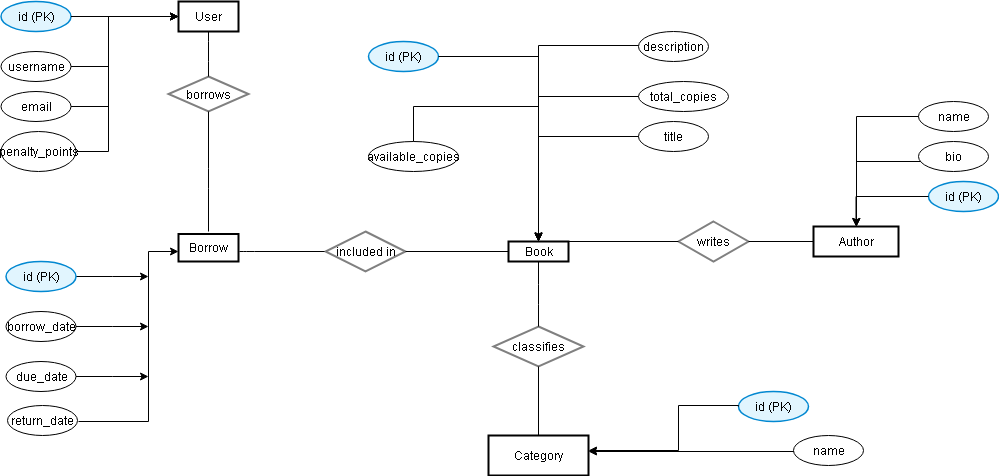 id (PK)
User
username
email
penalty_points
borrows
id (PK)
description
total_copies
title
available_copies
name
bio
id (PK)
Borrow
included in
Book
writes
Author
id (PK)
borrow_date
due_date
return_date
classifies
id (PK)
Category
name